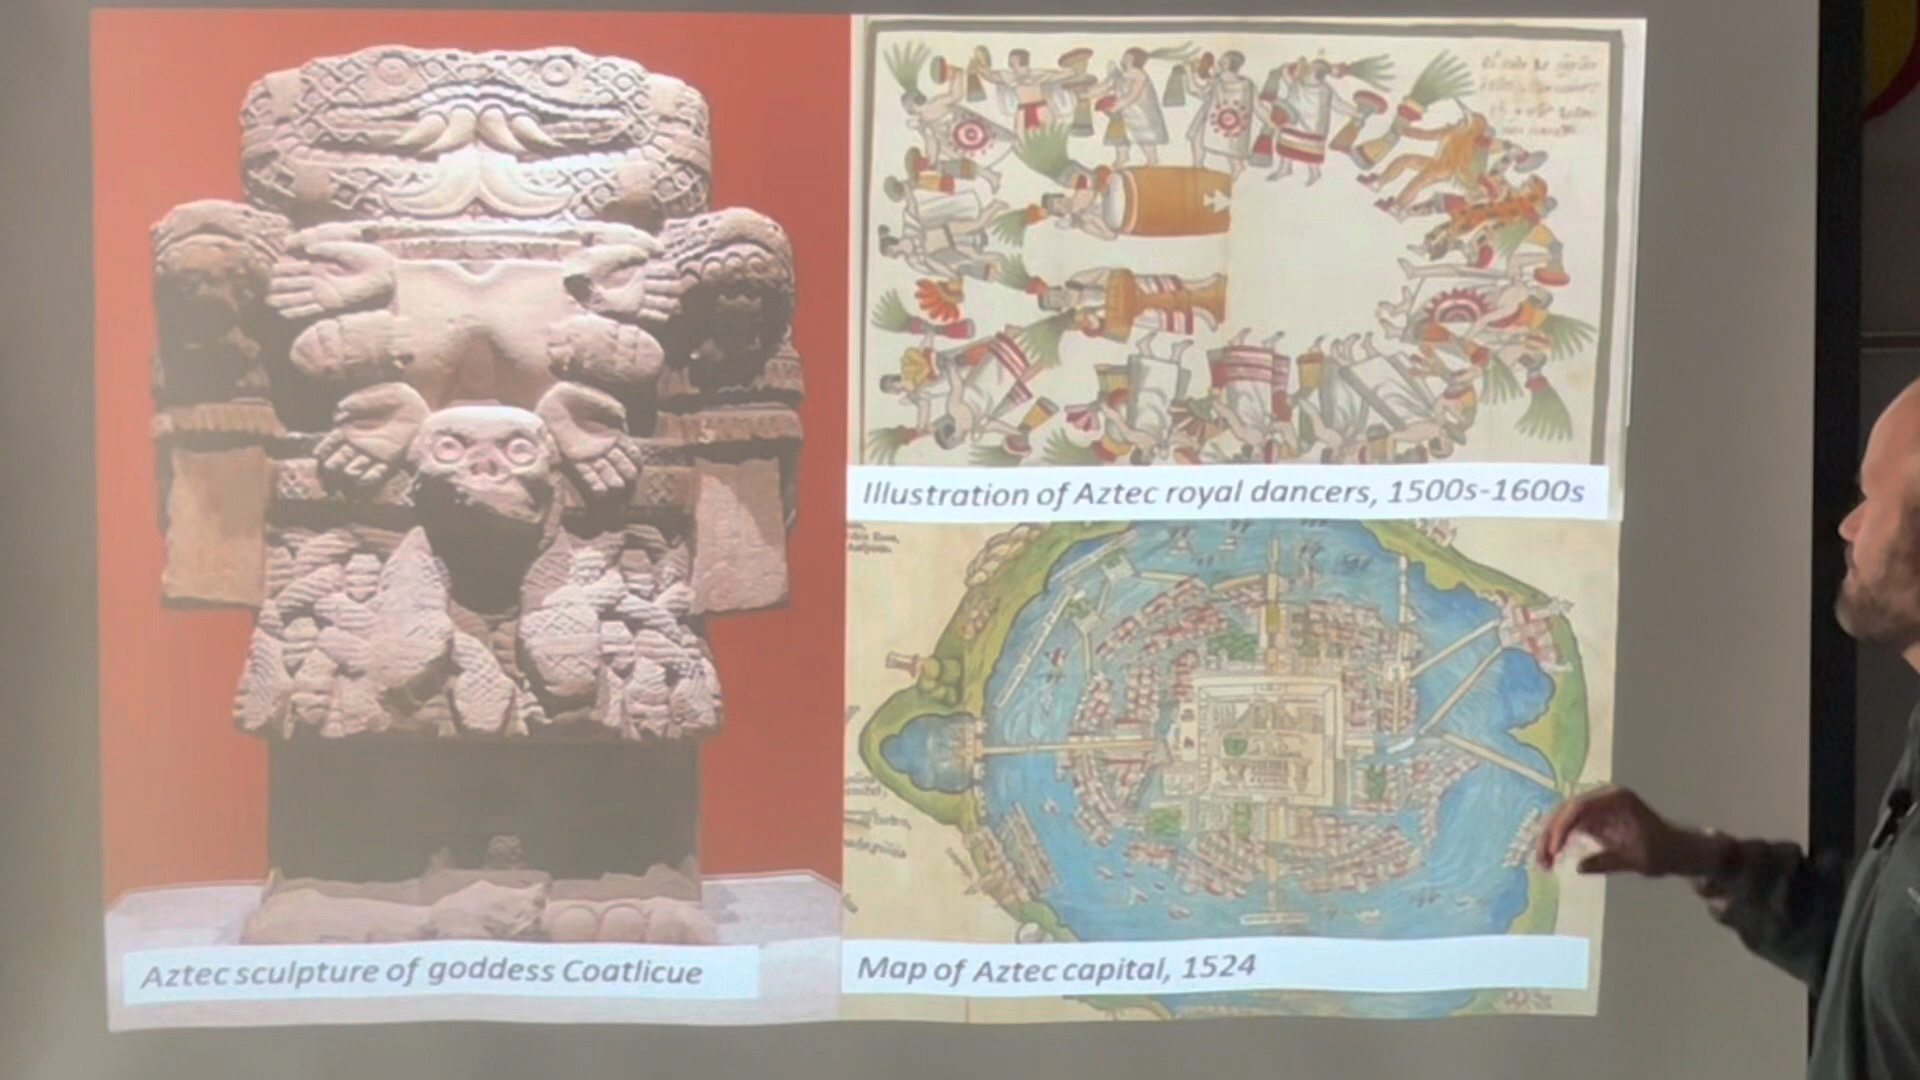 Illustration of Aztec royal dancers, 1500s-1600s
Aztec sculpture of goddess Coatlicue
Map of Aztec capital, 1524